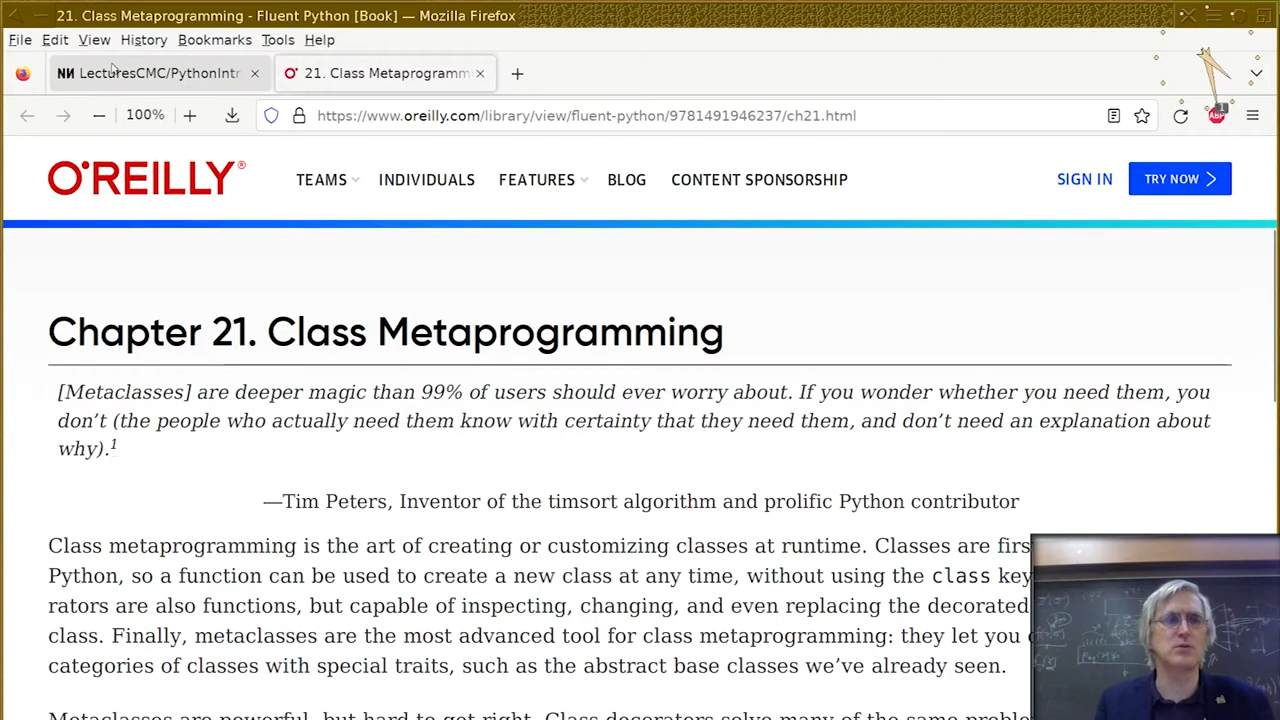 21. Class Metaprogramming - Fluent Python [Book] — Mozilla Firefox
File Edit View History Bookmarks Tools Help
LecturesCMC/PythonIntr
21. Class Metaprogramm
100%
https://www.oreilly.com/library/view/fluent-python/9781491946237/ch21.html
1
ABP
O'REILLY®
TEAMS INDIVIDUALS FEATURES BLOG CONTENT SPONSORSHIP SIGN IN TRY NOW
Chapter 21. Class Metaprogramming
[Metaclasses] are deeper magic than 99% of users should ever worry about. If you wonder whether you need them, you
don’t (the people who actually need them know with certainty that they need them, and don’t need an explanation about
why).1
—Tim Peters, Inventor of the timsort algorithm and prolific Python contributor
Class metaprogramming is the art of creating or customizing classes at runtime. Classes are firs
Python, so a function can be used to create a new class at any time, without using the class key
rators are also functions, but capable of inspecting, changing, and even replacing the decorated
class. Finally, metaclasses are the most advanced tool for class metaprogramming: they let you
categories of classes with special traits, such as the abstract base classes we’ve already seen.
Metaclasses are powerful, but hard to get right. Class decorators solve many of the same proble